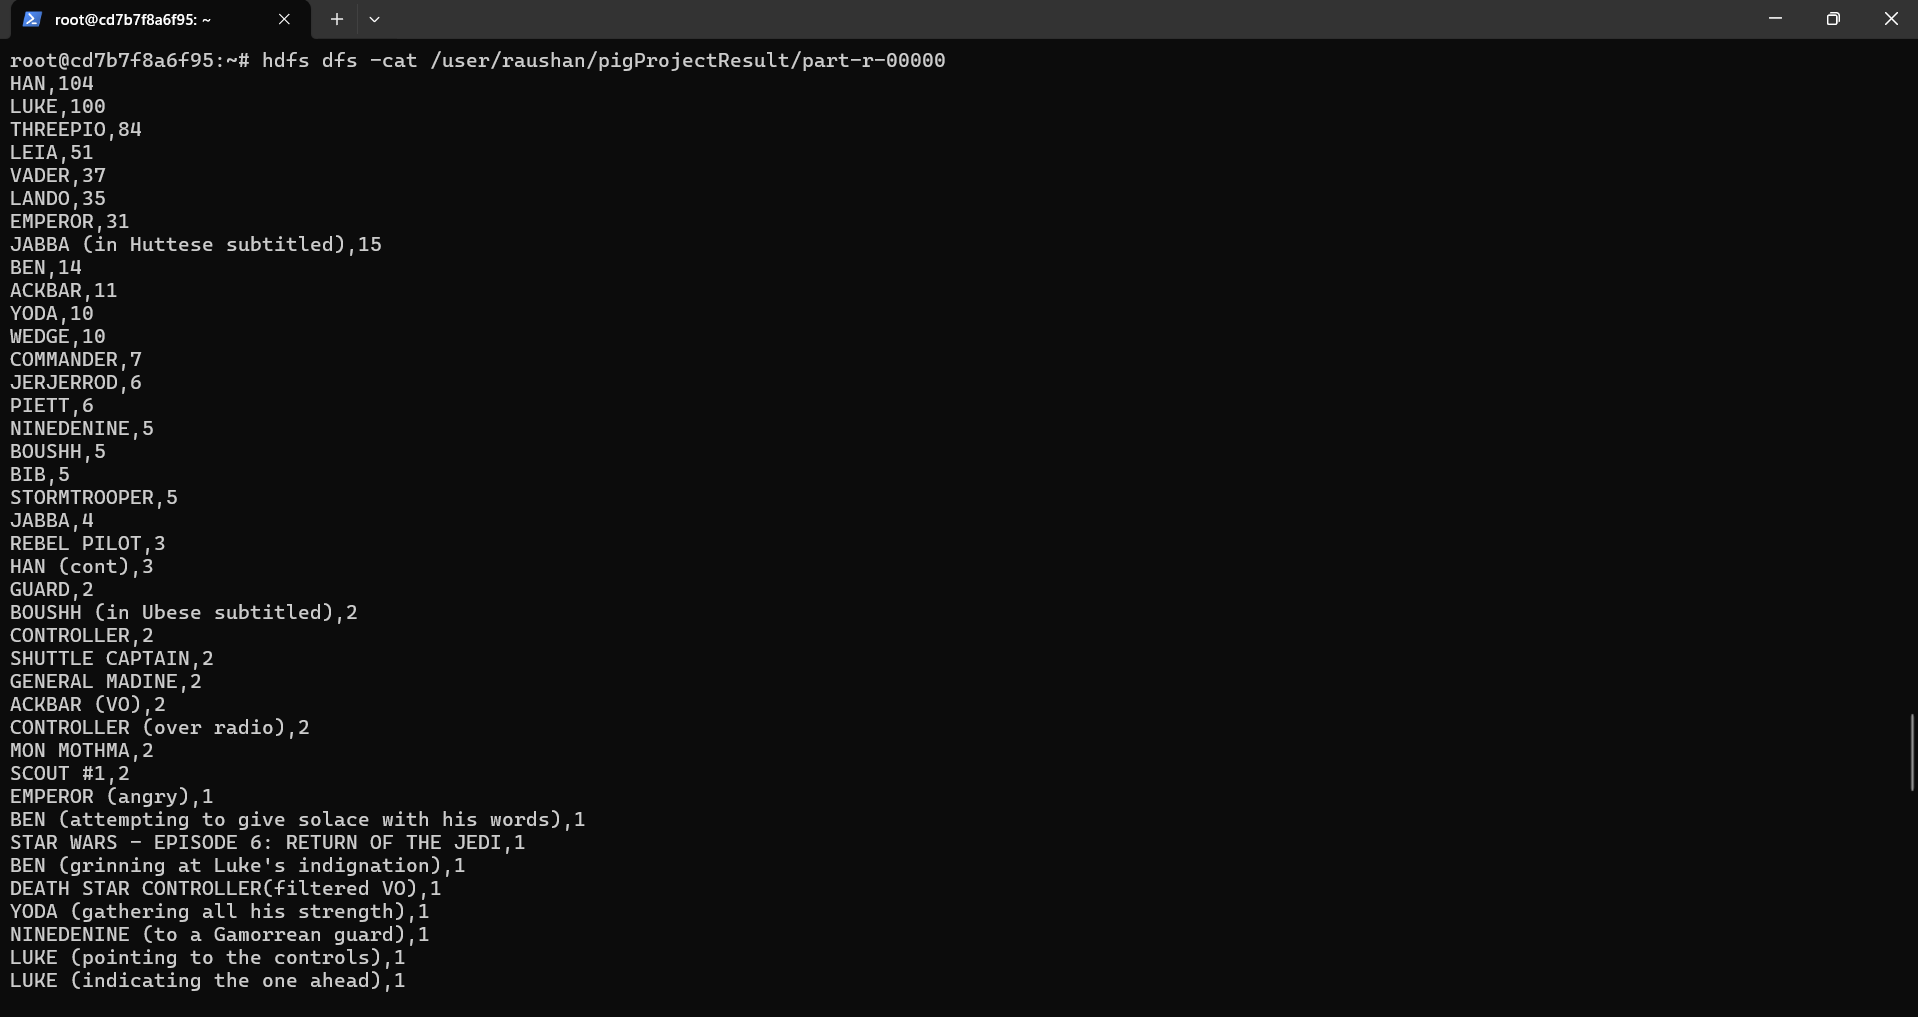 root@cd7b7f8a6f95: ~
root@cd7b7f8a6f95:~# hdfs dfs -cat /user/raushan/pigProjectResult/part-r-00000
HAN,104
LUKE,100
THREEPIO,84
LEIA,51
VADER,37
LANDO,35
EMPEROR,31
JABBA (in Huttese subtitled),15
BEN,14
ACKBAR,11
YODA,10
WEDGE,10
COMMANDER,7
JERJERROD,6
PIETT,6
NINEDENINE,5
BOUSHH,5
BIB,5
STORMTROOPER,5
JABBA,4
REBEL PILOT,3
HAN (cont),3
GUARD,2
BOUSHH (in Ubese subtitled),2
CONTROLLER,2
SHUTTLE CAPTAIN,2
GENERAL MADINE,2
ACKBAR (VO),2
CONTROLLER (over radio),2
MON MOTHMA,2
SCOUT #1,2
EMPEROR (angry),1
BEN (attempting to give solace with his words),1
STAR WARS - EPISODE 6: RETURN OF THE JEDI,1
BEN (grinning at Luke's indignation),1
DEATH STAR CONTROLLER(filtered VO),1
YODA (gathering all his strength),1
NINEDENINE (to a Gamorrean guard),1
LUKE (pointing to the controls),1
LUKE (indicating the one ahead),1